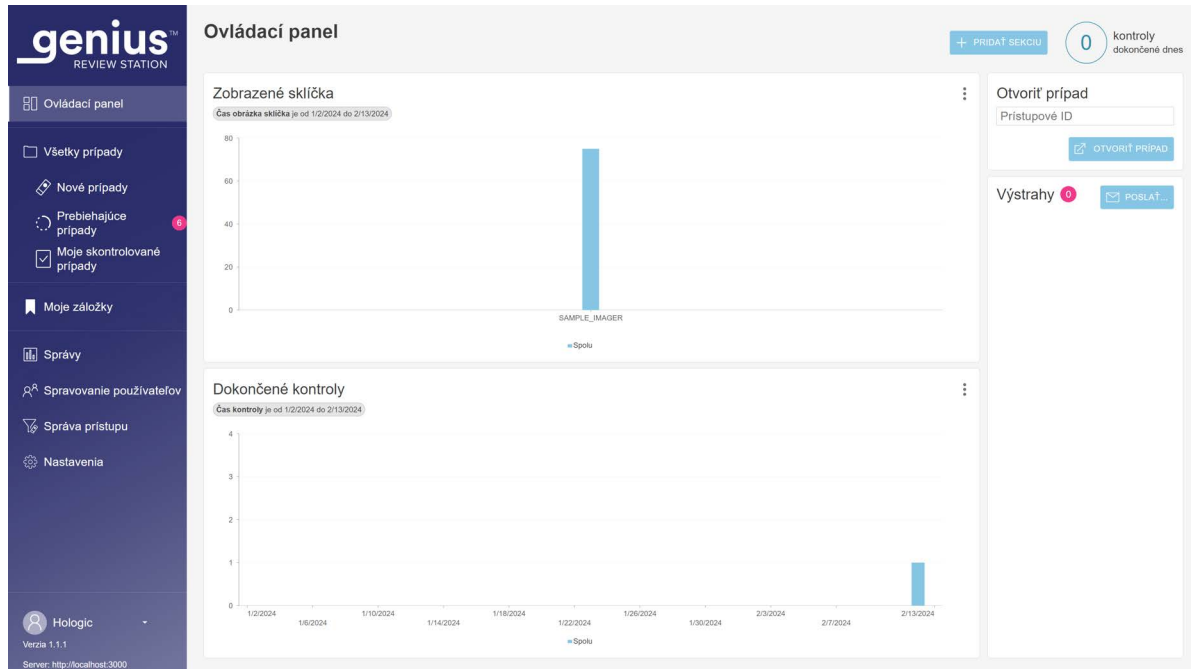 genius™
REVIEW STATION
Ovládací panel
Všetky prípady
Nové prípady
Prebiehajúce
prípady
6
Moje skontrolované
prípady
Moje záložky
Správy
Spravovanie používateľov
Správa prístupu
Nastavenia
Hologic
Verzia 1.1.1
Server: http://localhost:3000
Ovládací panel
+ PRIDAŤ SEKCIU
0
kontroly
dokončené dnes
Zobrazené sklíčka
Čas obrázka sklíčka je od 1/2/2024 do 2/13/2024
80
60
40
20
0
SAMPLE_IMAGER
Spolu
Dokončené kontroly
Čas kontroly je od 1/2/2024 do 2/13/2024
4
3
2
1
0
1/2/2024 1/10/2024 1/18/2024 1/26/2024 2/3/2024 2/13/2024
1/6/2024 1/14/2024 1/22/2024 1/30/2024 2/7/2024
Spolu
Otvoriť prípad
Prístupové ID
OTVORIŤ PRÍPAD
Výstrahy 0
POSLAŤ...